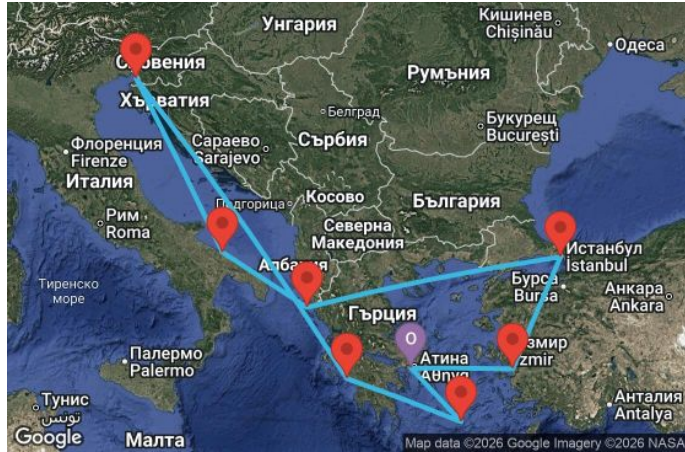 Унгария
Кишинев
Chișinău
Одеса
Словения
Хърватия
Румъния
Белград
Флоренция
Firenze
Италия
Сараево
Sarajevo
Сърбия
Букурещ
București
Подгорица
Косово
България
Рим
Roma
Северна
Македония
Албания
Истанбул
İstanbul
Бурса
Bursa
Анкара
Ankara
Тиренско
море
Гърция
O
Атина
Αθήνα
Измир
Izmir
Палермо
Palermo
Анталия
Antalya
Тунис
تونس
Google
Малта
Map data ©2026 Google Imagery ©2026 NASA